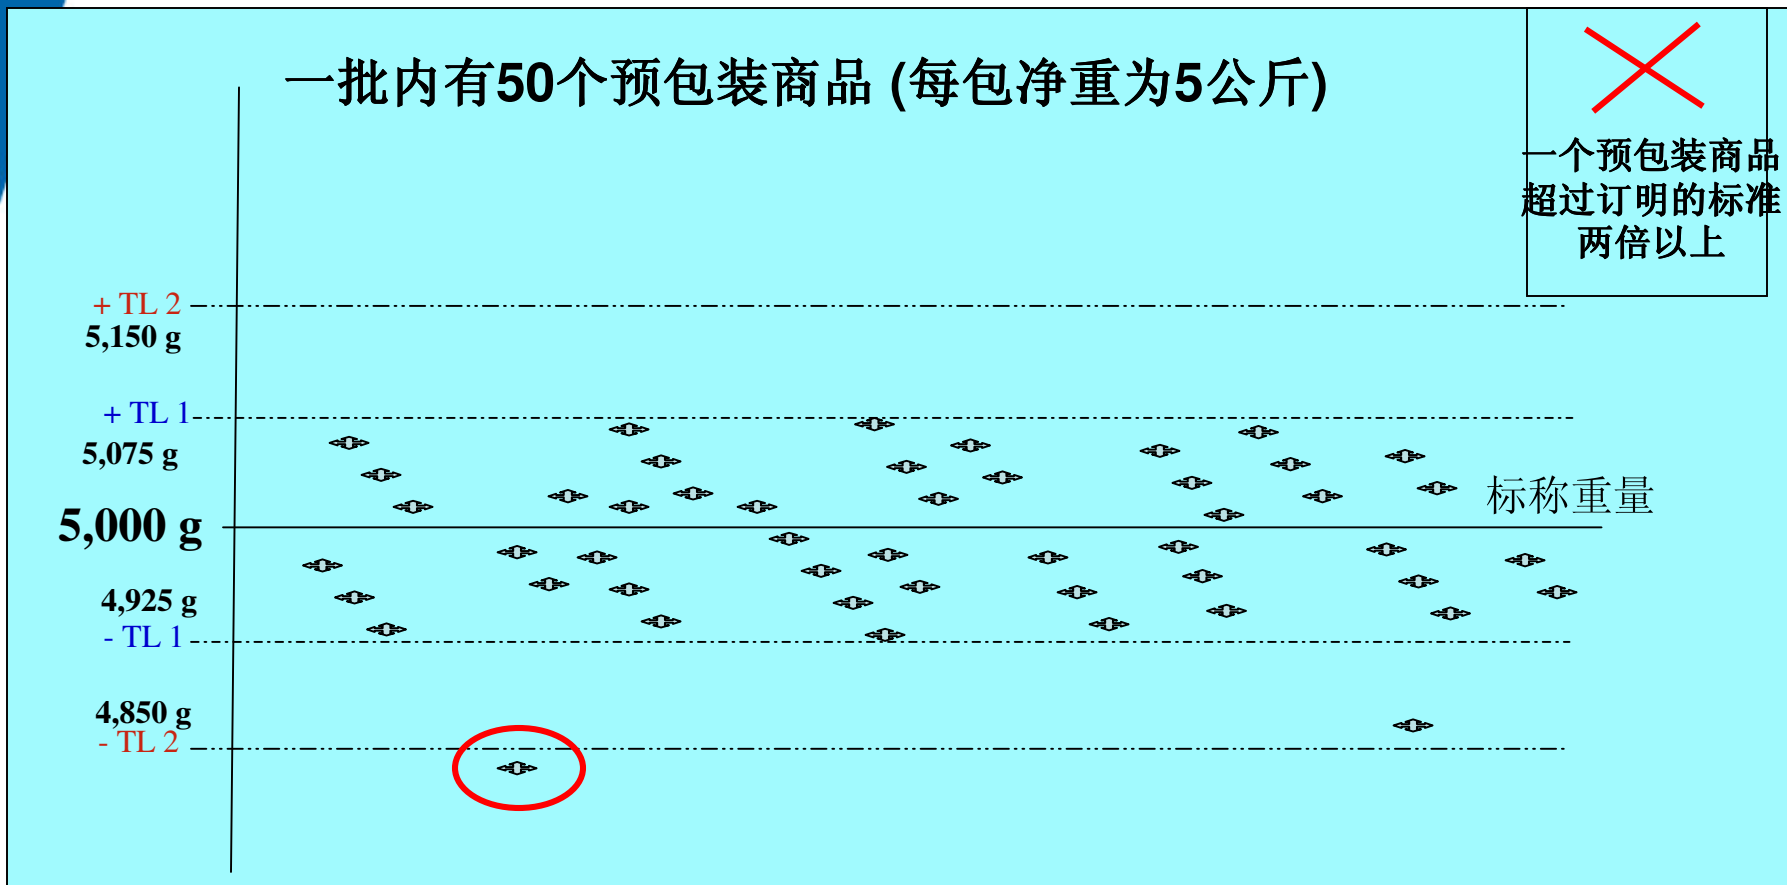 一批内有50个预包装商品 (每包净重为5公斤)
一个预包装商品
超过订明的标准
两倍以上
+ TL 2
5,150 g
+ TL 1
5,075 g
标称重量
5,000 g
4,925 g
- TL 1
4,850 g
- TL 2